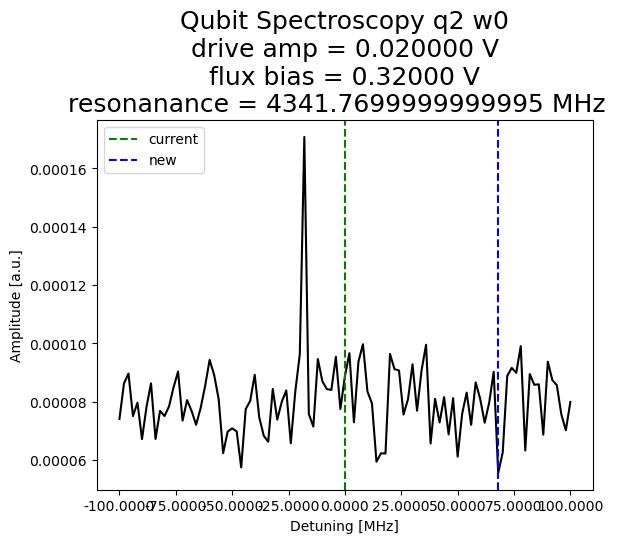 Qubit Spectroscopy q2 w0
drive amp = 0.020000 V
flux bias = 0.32000 V
resonanance = 4341.7699999999995 MHz
current
new
0.00016
0.00014
0.00012
0.00010
0.00008
0.00006
Amplitude [a.u.]
-100.0000 -75.0000 -50.0000 -25.0000 0.0000 25.0000 50.0000 75.0000 100.0000
Detuning [MHz]